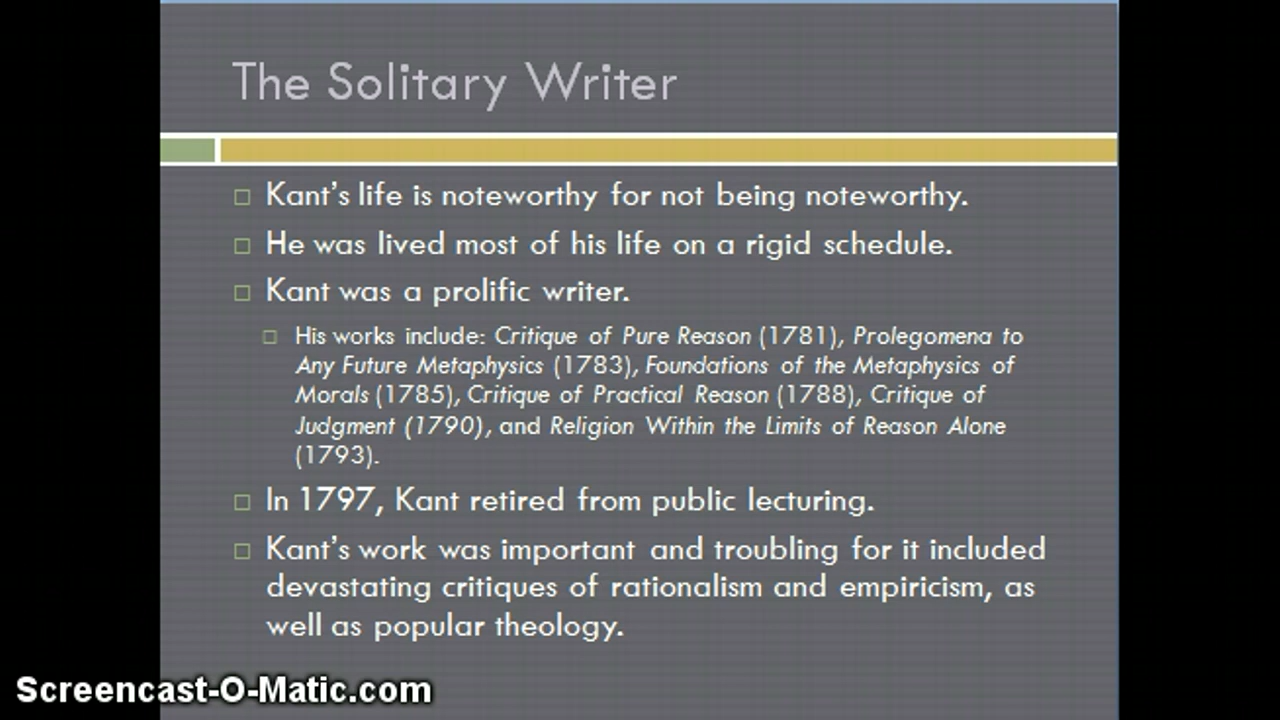 The Solitary Writer
Kant's life is noteworthy for not being noteworthy.
He was lived most of his life on a rigid schedule.
Kant was a prolific writer.
His works include: Critique of Pure Reason (1781), Prolegomena to
Any Future Metaphysics (1783), Foundations of the Metaphysics of
Morals (1785), Critique of Practical Reason (1788), Critique of
Judgment (1790), and Religion Within the Limits of Reason Alone
(1793).
In 1797, Kant retired from public lecturing.
Kant's work was important and troubling for it included
devastating critiques of rationalism and empiricism, as
well as popular theology.
Screencast-O-Matic.com